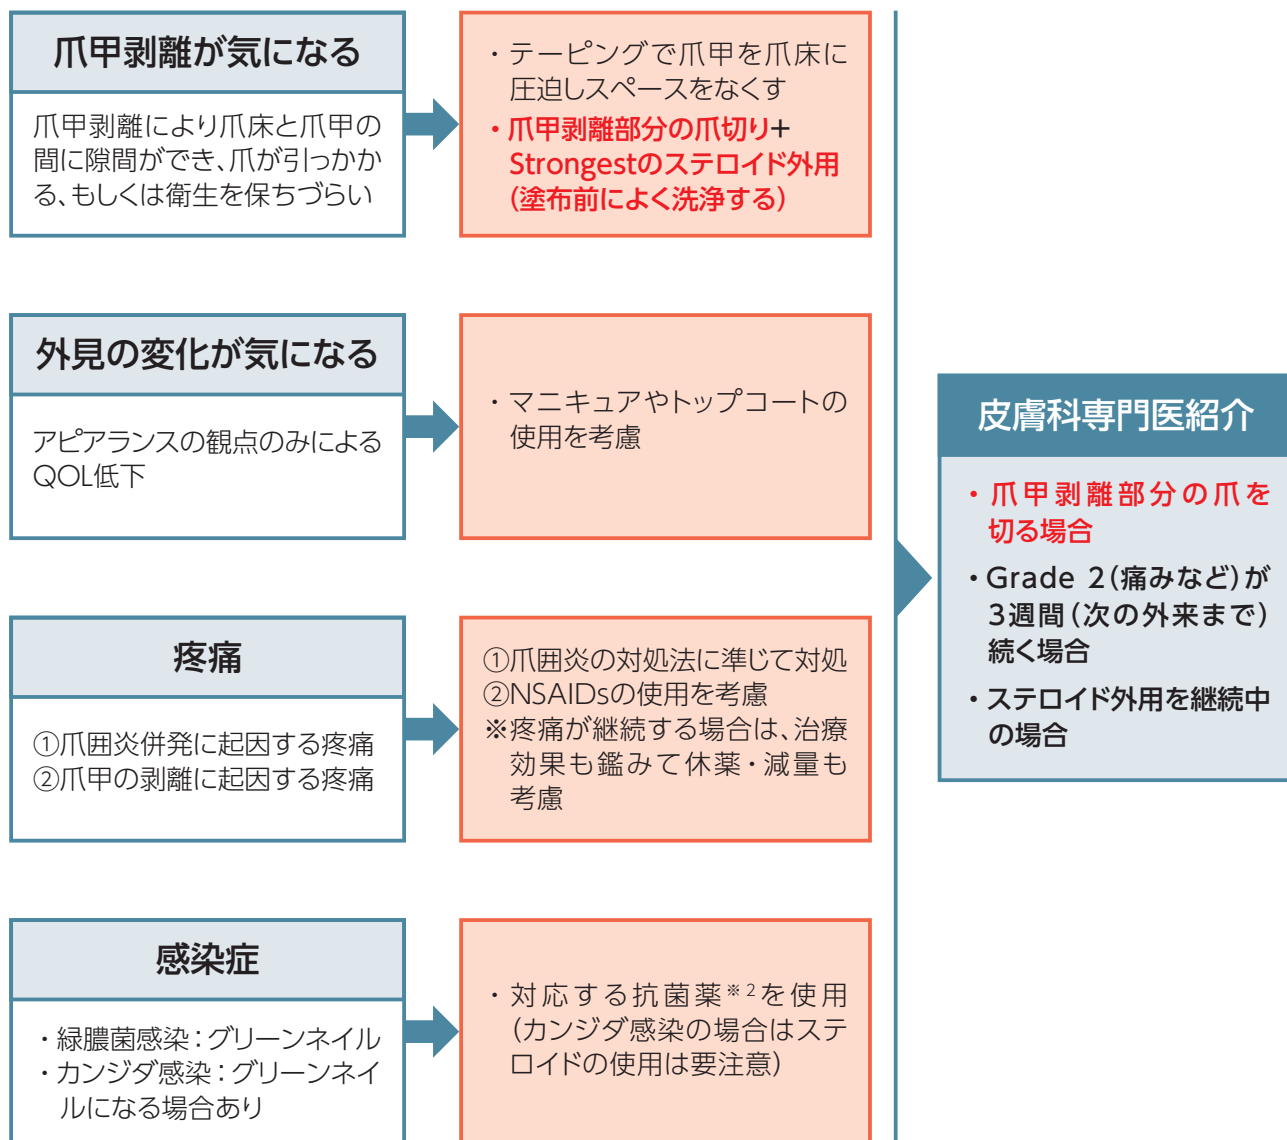 爪甲剥離が気になる
爪甲剥離により爪床と爪甲の
間に隙間ができ、爪が引っかか
る、もしくは衛生を保ちづらい
・テーピングで爪甲を爪床に
圧迫しスペースをなくす
・爪甲剥離部分の爪切り+
Strongestのステロイド外用
(塗布前によく洗浄する)
外見の変化が気になる
アピアランスの観点のみによる
QOL低下
・マニキュアやトップコートの
使用を考慮
疼痛
①爪囲炎併発に起因する疼痛
②爪甲の剥離に起因する疼痛
①爪囲炎の対処法に準じて対処
②NSAIDsの使用を考慮
※疼痛が継続する場合は、治療
効果も鑑みて休薬・減量も
考慮
感染症
・緑膿菌感染：グリーンネイル
・カンジダ感染：グリーンネイ
ルになる場合あり
・対応する抗菌薬※2を使用
(カンジダ感染の場合はステ
ロイドの使用は要注意)
皮膚科専門医紹介
・爪甲剥離部分の爪を
切る場合
・Grade 2(痛みなど)が
3週間(次の外来まで)
続く場合
・ステロイド外用を継続中
の場合